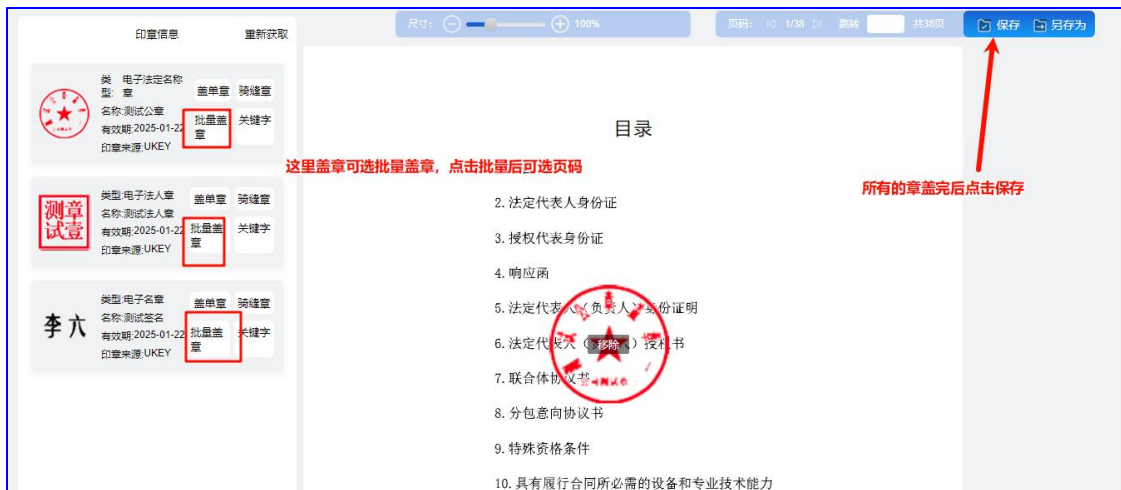 印章信息 重新获取
尺寸: 100%
页码: 1/38 跳转 共38页
保存 另存为
类型: 电子法定名称章
盖单章 骑缝章
名称:测试公章
有效期:2025-01-22
批量盖章 关键字
印章来源:UKEY
类型:电子法人章
盖单章 骑缝章
名称:测试法人章
有效期:2025-01-22
批量盖章 关键字
印章来源:UKEY
测章
试壹
类型:电子名章
盖单章 骑缝章
名称:测试签名
有效期:2025-01-22
批量盖章 关键字
印章来源:UKEY
李六
这里盖章可选批量盖章，点击批量后可选页码
所有的章盖完后点击保存
目录
2. 法定代表人身份证
3. 授权代表身份证
4. 响应函
5. 法定代表人（负责人）身份证明
6. 法定代表人（ ）授权书
移除
7. 联合体协议书
8. 分包意向协议书
9. 特殊资格条件
10. 具有履行合同所必需的设备和专业技术能力